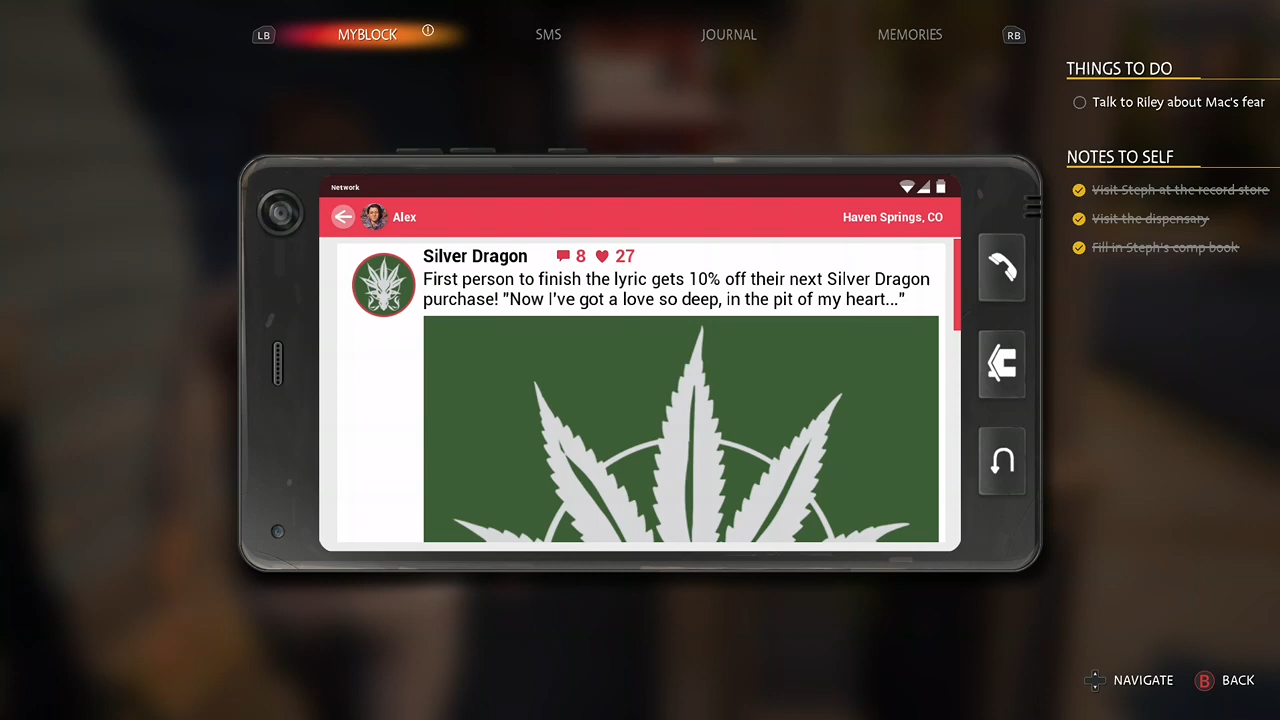 LB
MYBLOCK
SMS
JOURNAL
MEMORIES
RB
THINGS TO DO
Talk to Riley about Mac's fear
NOTES TO SELF
Visit Steph at the record store
Visit the dispensary
Fill in Steph's comp book
Network
Alex
Haven Springs, CO
Silver Dragon 8 27
First person to finish the lyric gets 10% off their next Silver Dragon
purchase! "Now I've got a love so deep, in the pit of my heart..."
NAVIGATE
B BACK